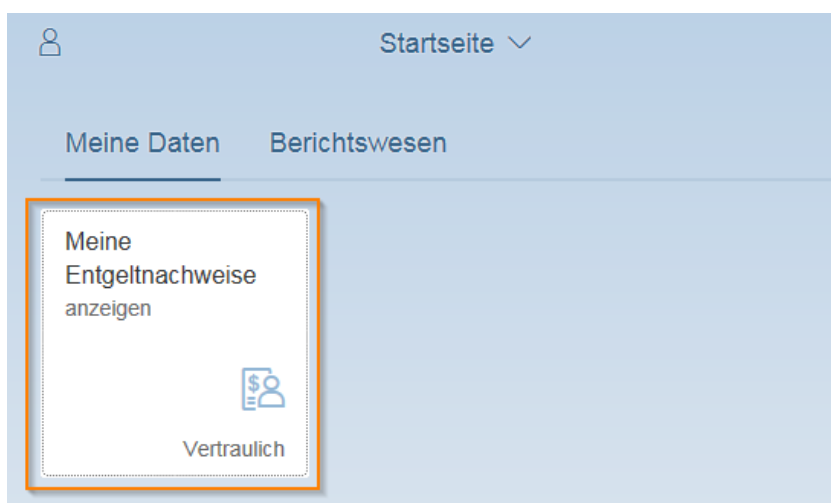 Startseite
Meine Daten Berichtswesen
Meine
Entgeltnachweise
anzeigen
$
Vertraulich